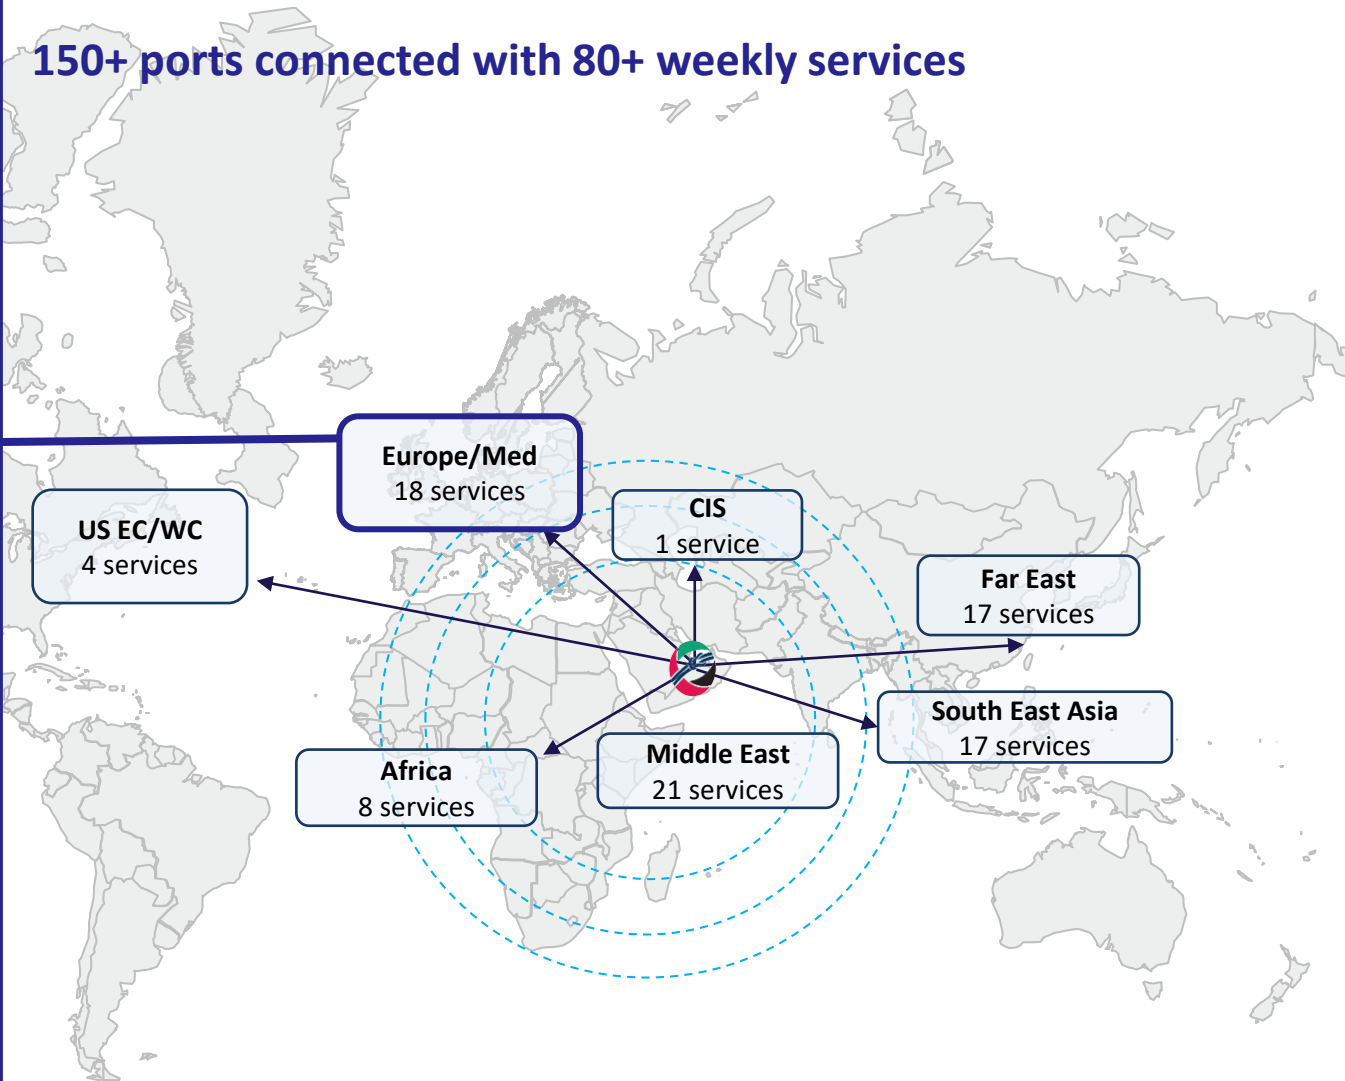 150+ ports connected with 80+ weekly services
Europe/Med
18 services
US EC/WC
4 services
CIS
1 service
Far East
17 services
South East Asia
17 services
Middle East
21 services
Africa
8 services